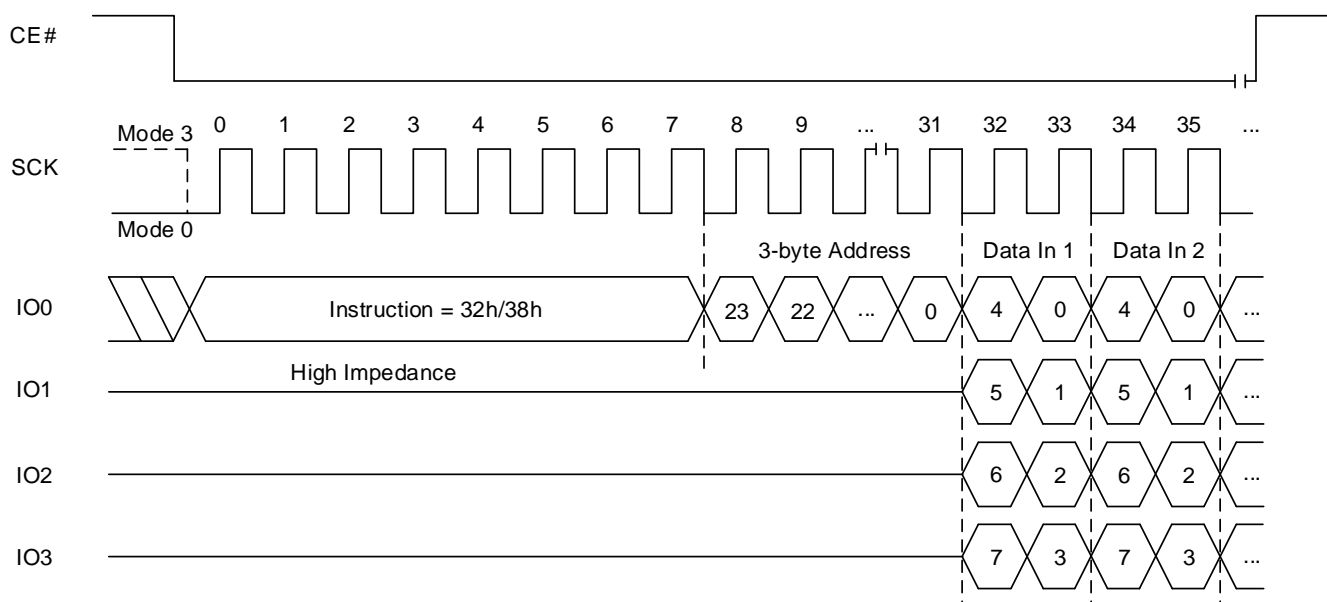 CE#
Mode 3 0 1 2 3 4 5 6 7 8 9 ... 31 32 33 34 35 ...
SCK
Mode 0
3-byte Address Data In 1 Data In 2
IO0 Instruction = 32h/38h 23 22 ... 0 4 0 4 0 ...
High Impedance
IO1 5 1 5 1 ...
IO2 6 2 6 2 ...
IO3 7 3 7 3 ...